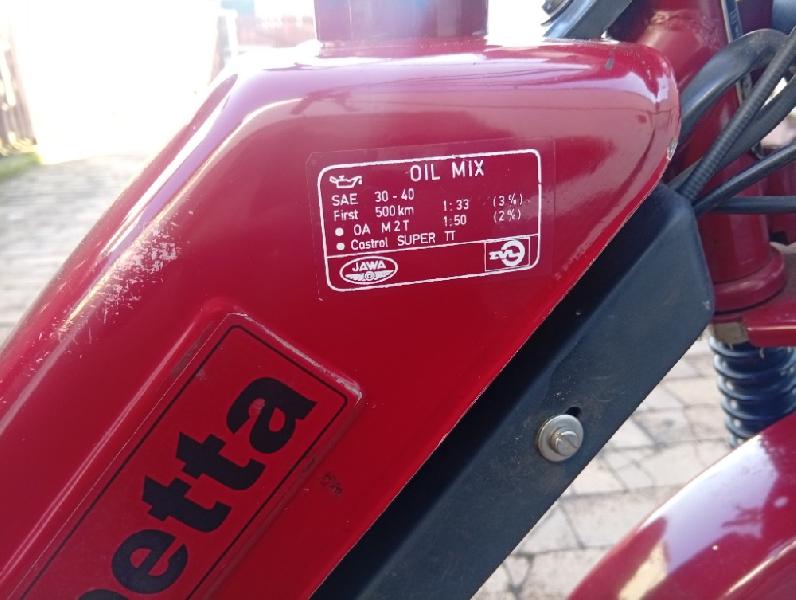 OIL MIX
SAE 30 - 40
First 500 km 1:33 (3 %)
• OA M2T 1:50 (2 %)
• Castrol SUPER TT
JAWA
etta